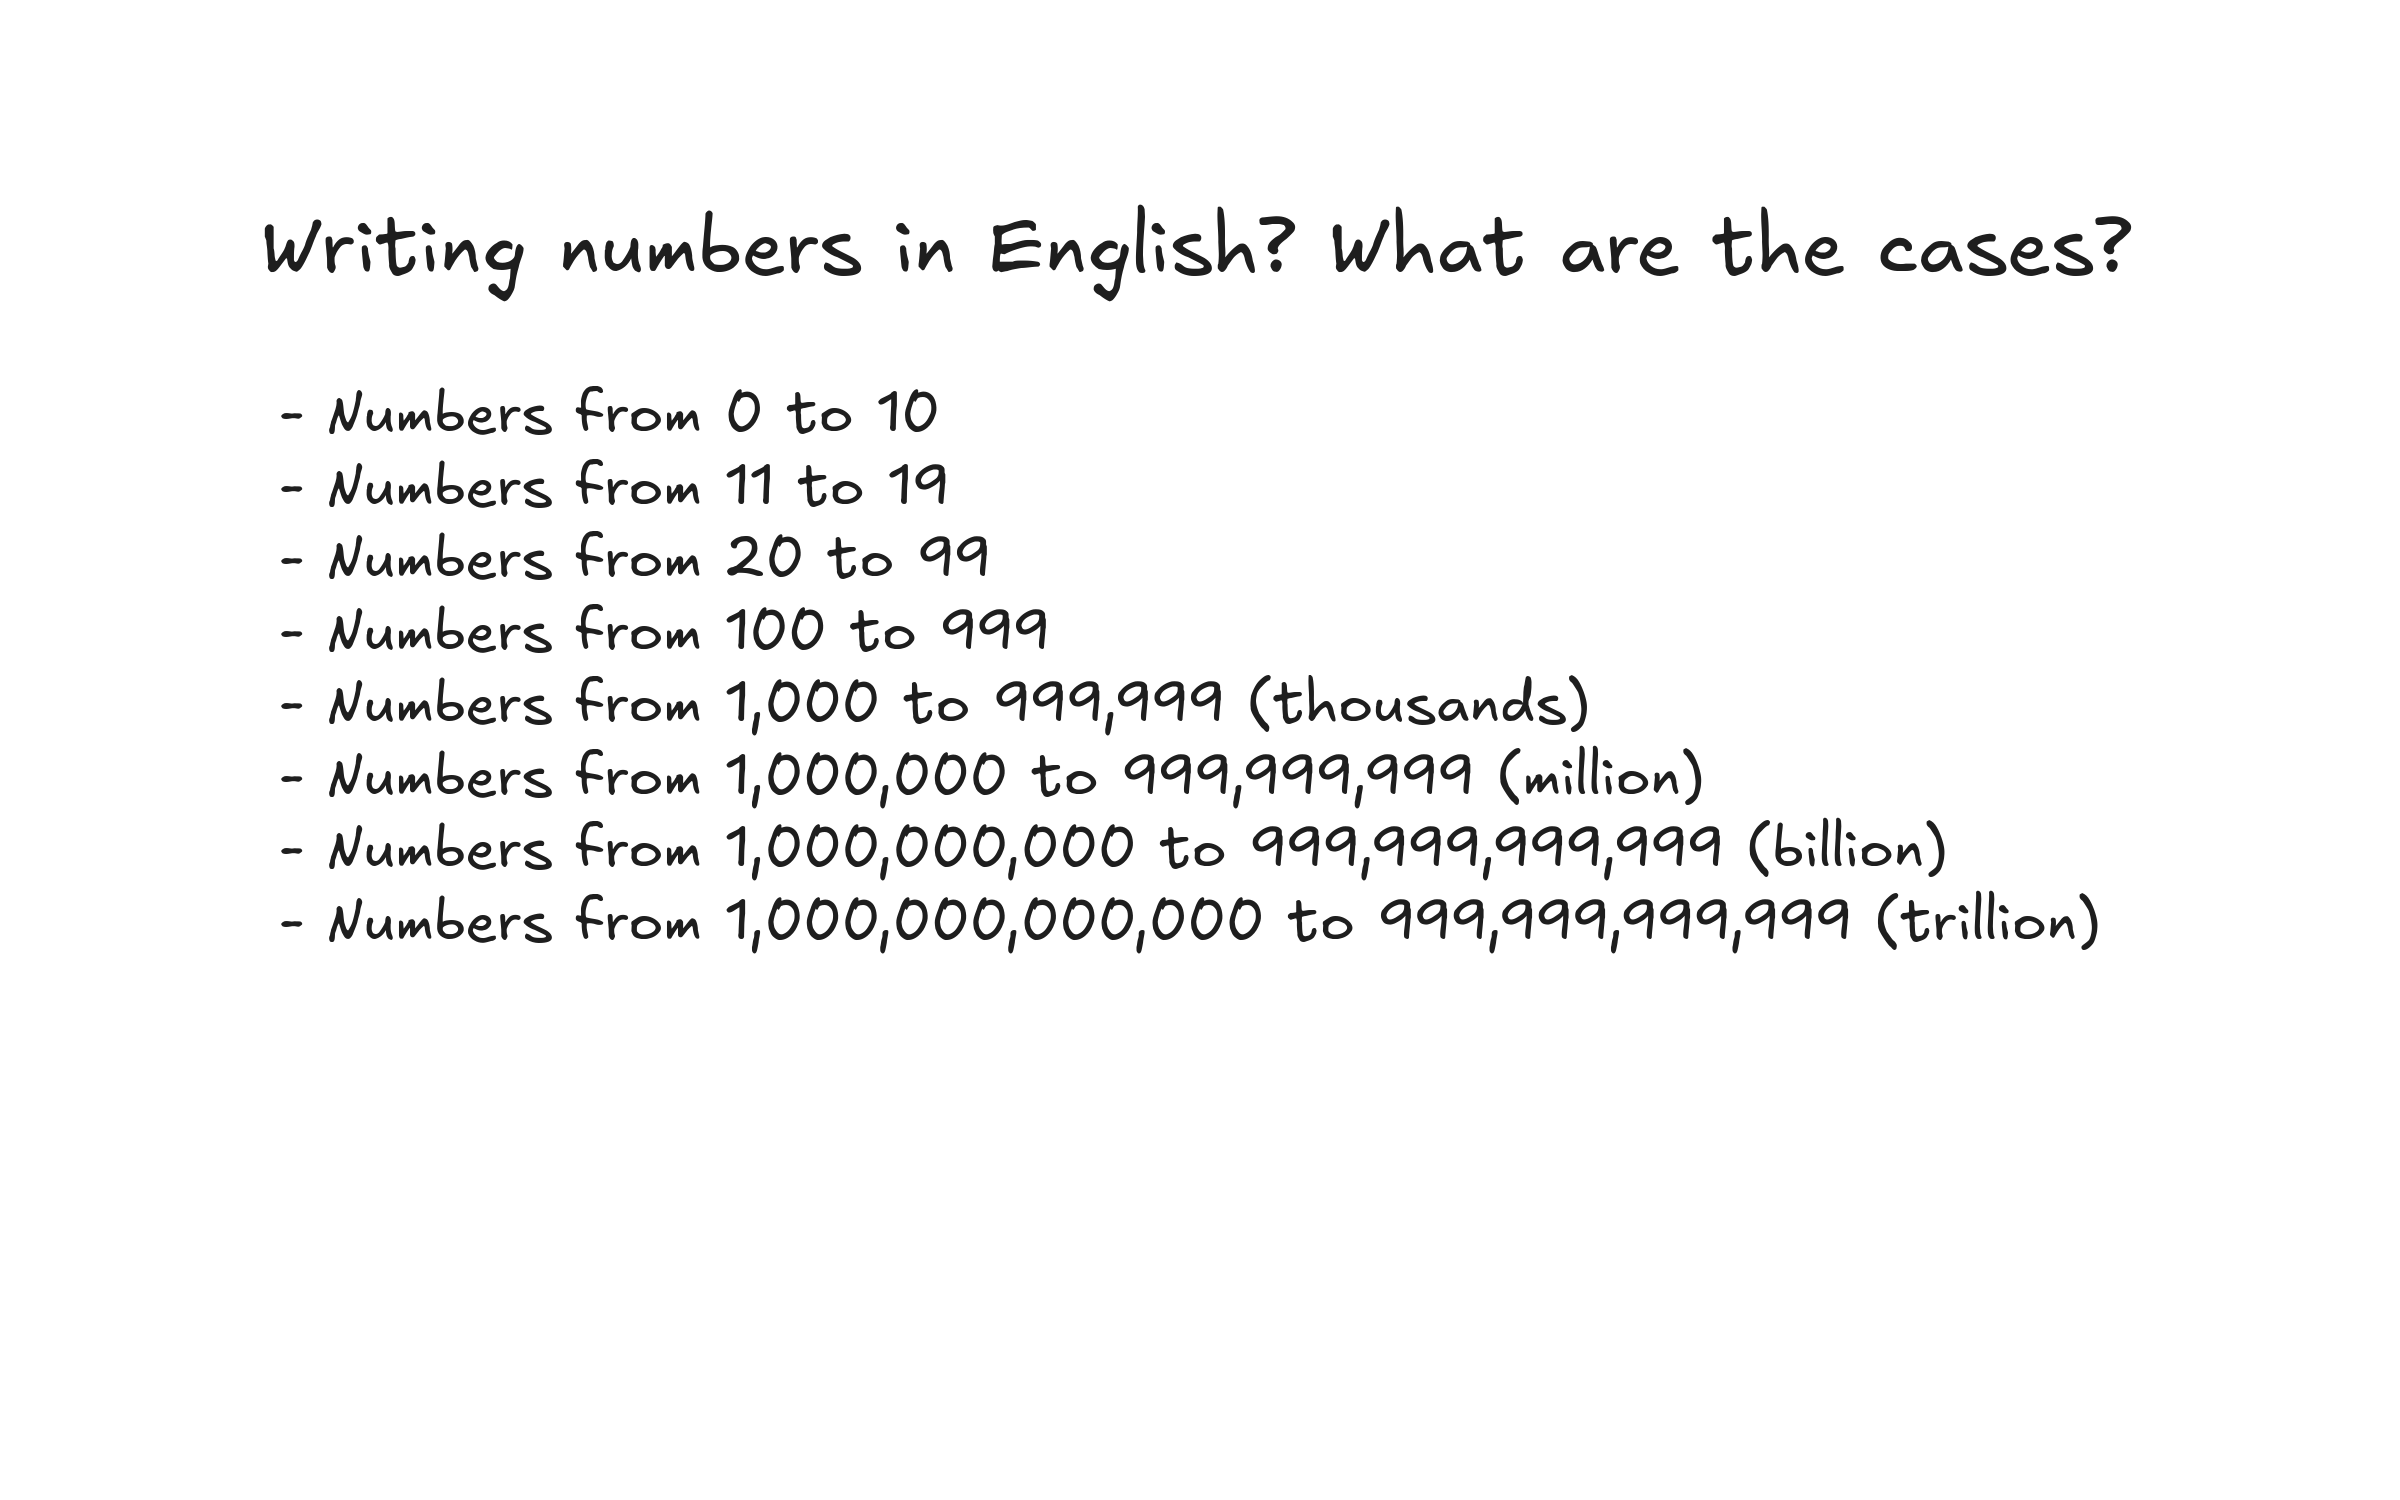 Writing numbers in English? What are the cases?
- Numbers from 0 to 10
- Numbers from 11 to 19
- Numbers from 20 to 99
- Numbers from 100 to 999
- Numbers from 1,000 to 999,999 (thousands)
- Numbers from 1,000,000 to 999,999,999 (million)
- Numbers from 1,000,000,000 to 999,999,999,999 (billion)
- Numbers from 1,000,000,000,000 to 999,999,999,999 (trillion)